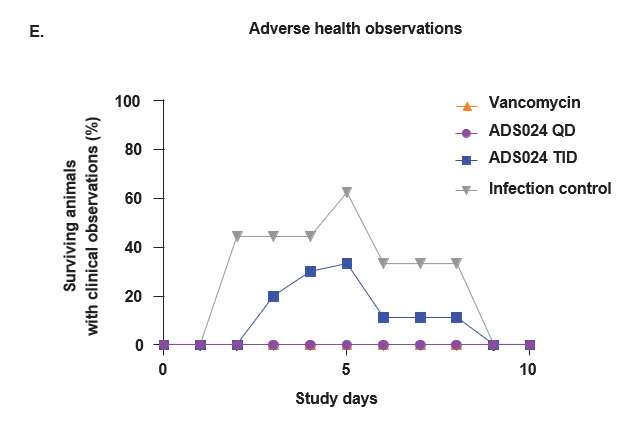 E.
Adverse health observations
Vancomycin
ADS024 QD
ADS024 TID
Infection control
Surviving animals
with clinical observations (%)
100
80
60
40
20
0
0
5
10
Study days